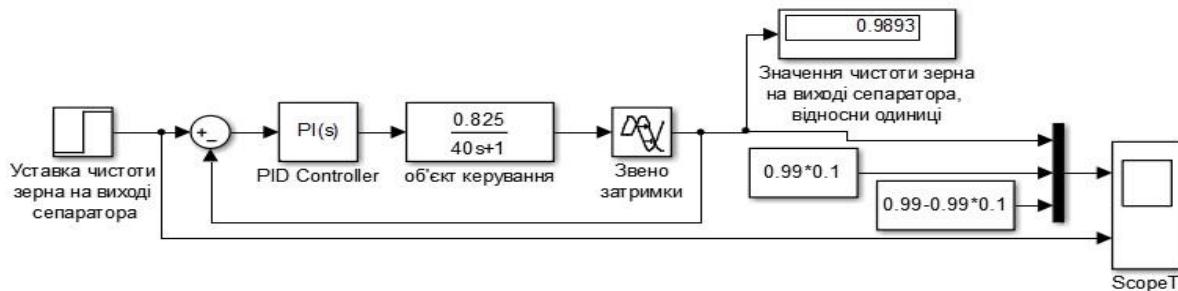 0.9893
Значення чистоти зерна
на виході сепаратора,
відносни одиниці
+
−
PI(s)
0.825
40s+1
Уставка чистоти
зерна на виході
сепаратора
PID Controller
об'єкт керування
Звено
затримки
0.99*0.1
0.99-0.99*0.1
ScopeT